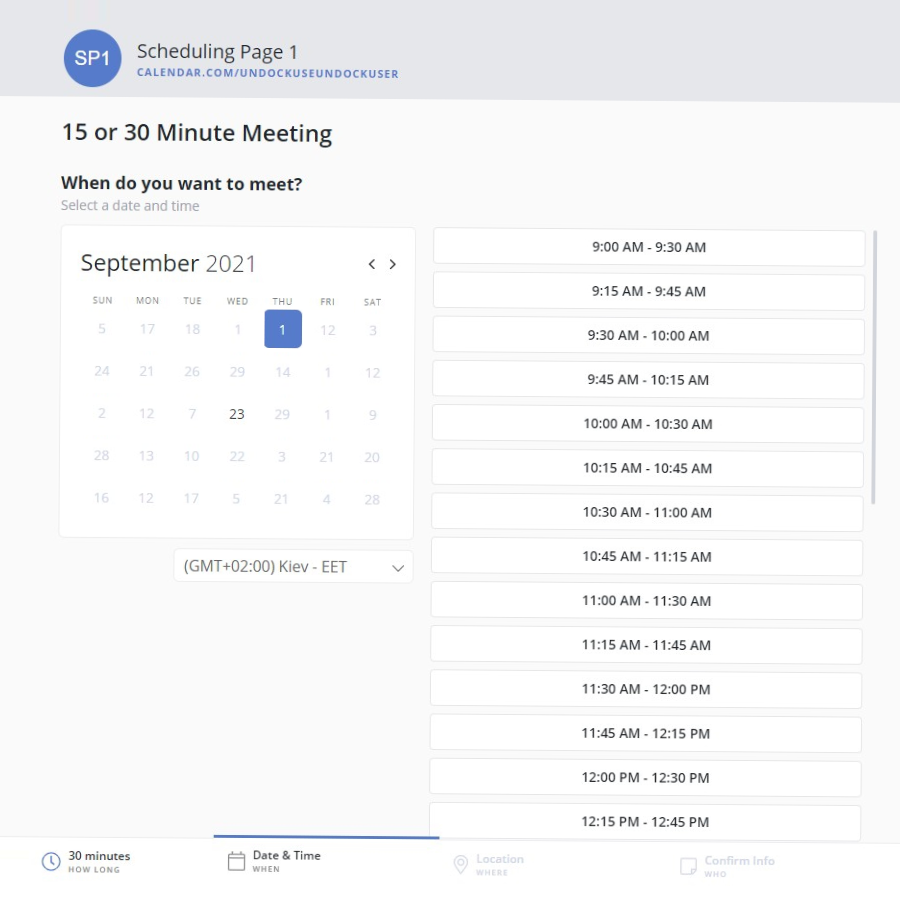 SP1
Scheduling Page 1
CALENDAR.COM/UNDOCKUSEUNDOCKUSER
15 or 30 Minute Meeting
When do you want to meet?
Select a date and time
September 2021 < >
SUN MON TUE WED THU FRI SAT
5 17 18 1 1 12 3
24 21 26 29 14 1 12
2 12 7 23 29 1 9
28 13 10 22 3 21 20
16 12 17 5 21 4 28
(GMT+02:00) Kiev - EET
9:00 AM - 9:30 AM
9:15 AM - 9:45 AM
9:30 AM - 10:00 AM
9:45 AM - 10:15 AM
10:00 AM - 10:30 AM
10:15 AM - 10:45 AM
10:30 AM - 11:00 AM
10:45 AM - 11:15 AM
11:00 AM - 11:30 AM
11:15 AM - 11:45 AM
11:30 AM - 12:00 PM
11:45 AM - 12:15 PM
12:00 PM - 12:30 PM
12:15 PM - 12:45 PM
30 minutes
HOW LONG
Date & Time
WHEN
Location
WHERE
Confirm Info
WHO